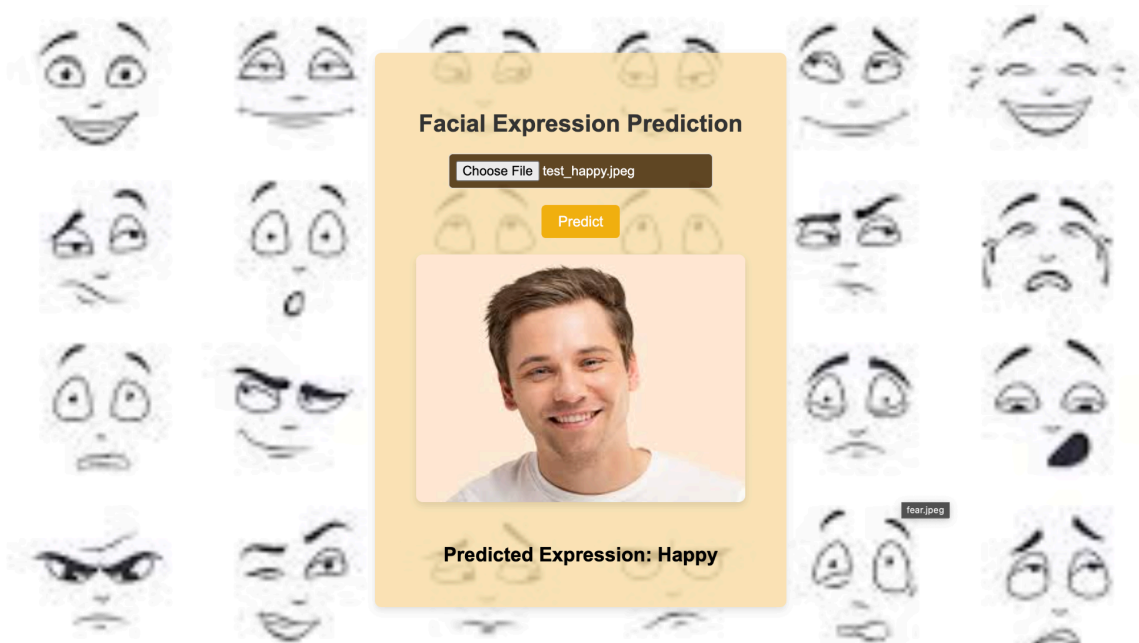 Facial Expression Prediction
Choose File test_happy.jpeg
Predict
Predicted Expression: Happy
fear.jpeg